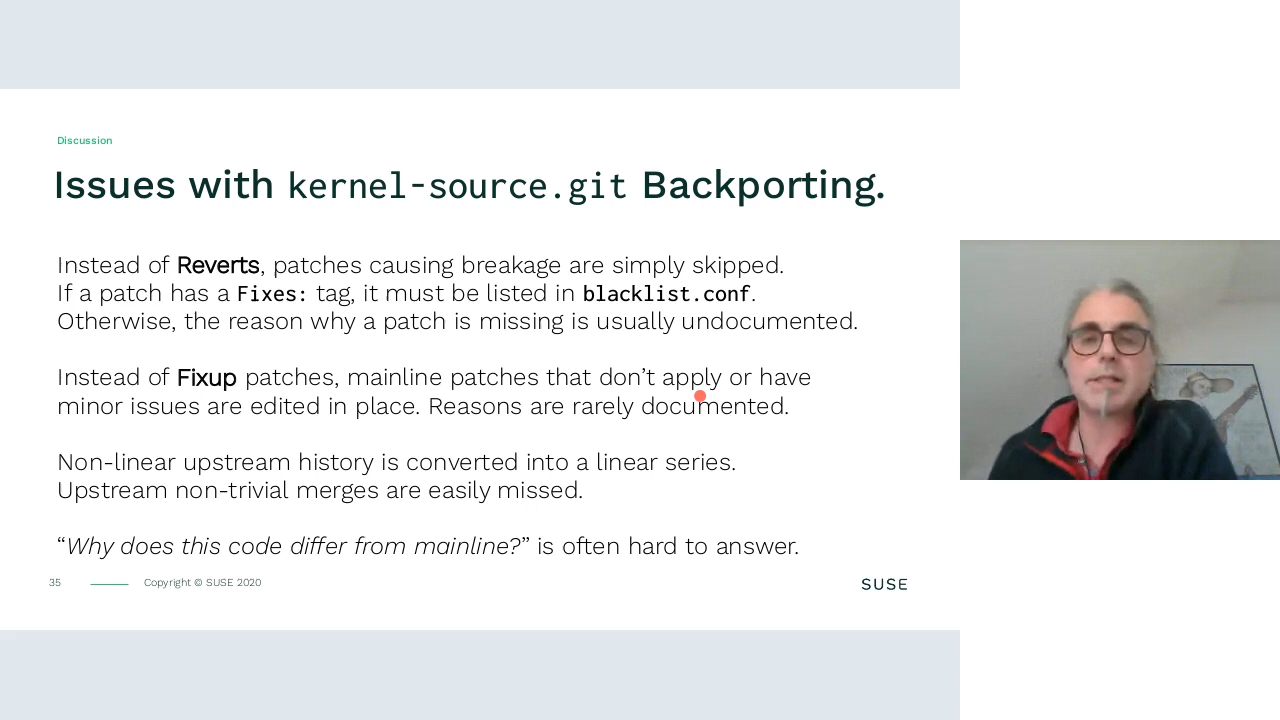 Discussion
Issues with kernel-source.git Backporting.
Instead of Reverts, patches causing breakage are simply skipped.
If a patch has a Fixes: tag, it must be listed in blacklist.conf.
Otherwise, the reason why a patch is missing is usually undocumented.
Instead of Fixup patches, mainline patches that don’t apply or have
minor issues are edited in place. Reasons are rarely documented.
Non-linear upstream history is converted into a linear series.
Upstream non-trivial merges are easily missed.
“Why does this code differ from mainline?” is often hard to answer.
35
Copyright © SUSE 2020
SUSE